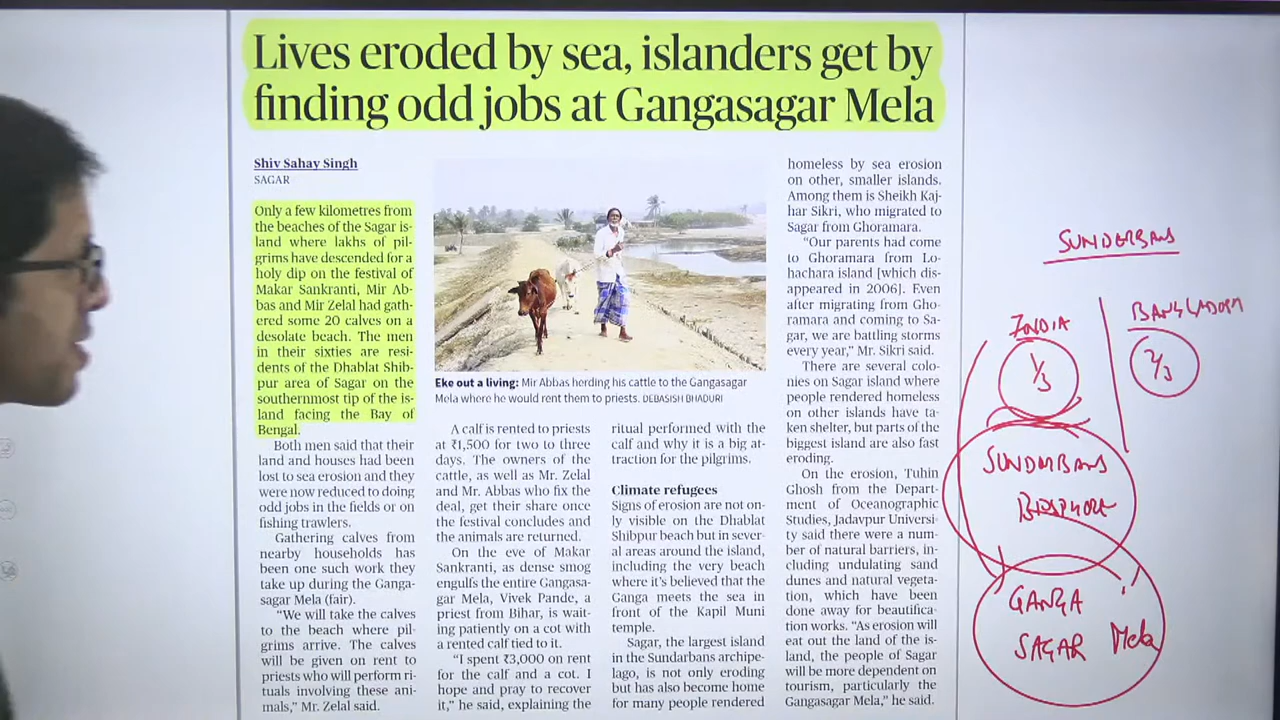 Lives eroded by sea, islanders get by
finding odd jobs at Gangasagar Mela
Shiv Sahay Singh
SAGAR
Only a few kilometres from
the beaches of the Sagar is-
land where lakhs of pil-
grims have descended for a
holy dip on the festival of
Makar Sankranti, Mir Ab-
bas and Mir Zelal had gath-
ered some 20 calves on a
desolate beach. The men
in their sixties are resi-
dents of the Dhablat Shib-
pur area of Sagar on the
southernmost tip of the is-
land facing the Bay of
Bengal.
Both men said that their
land and houses had been
lost to sea erosion and they
were now reduced to doing
odd jobs in the fields or on
fishing trawlers.
Gathering calves from
nearby households has
been one such work they
take up during the Ganga-
sagar Mela (fair).
"We will take the calves
to the beach where pil-
grims arrive. The calves
will be given on rent to
priests who will perform ri-
tuals involving these ani-
mals," Mr. Zelal said.
Eke out a living: Mir Abbas herding his cattle to the Gangasagar
Mela where he would rent them to priests. DEBASISH BHADURI
A calf is rented to priests
at ₹1,500 for two to three
days. The owners of the
cattle, as well as Mr. Zelal
and Mr. Abbas who fix the
deal, get their share once
the festival concludes and
the animals are returned.
On the eve of Makar
Sankranti, as dense smog
engulfs the entire Gangasa-
gar Mela, Vivek Pande, a
priest from Bihar, is wait-
ing patiently on a cot with
a rented calf tied to it.
"I spent ₹3,000 on rent
for the calf and a cot. I
hope and pray to recover
it," he said, explaining the
ritual performed with the
calf and why it is a big at-
traction for the pilgrims.
Climate refugees
Signs of erosion are not on-
ly visible on the Dhablat
Shibpur beach but in sever-
al areas around the island,
including the very beach
where it's believed that the
Ganga meets the sea in
front of the Kapil Muni
temple.
Sagar, the largest island
in the Sundarbans archipe-
lago, is not only eroding
but has also become home
for many people rendered
homeless by sea erosion
on other, smaller islands.
Among them is Sheikh Kaj-
har Sikri, who migrated to
Sagar from Ghoramara.
"Our parents had come
to Ghoramara from Lo-
hachara island [which dis-
appeared in 2006]. Even
after migrating from Gho-
ramara and coming to Sa-
gar, we are battling storms
every year," Mr. Sikri said.
There are several colo-
nies on Sagar island where
people rendered homeless
on other islands have ta-
ken shelter, but parts of the
biggest island are also fast
eroding.
On the erosion, Tuhin
Ghosh from the Depart-
ment of Oceanographic
Studies, Jadavpur Universi-
ty said there were a num-
ber of natural barriers, in-
cluding undulating sand
dunes and natural vegeta-
tion, which have been
done away for beautifica-
tion works. "As erosion will
eat out the land of the is-
land, the people of Sagar
will be more dependent on
tourism, particularly the
Gangasagar Mela," he said.
SUNDERBANS
INDIA
1/3
BANGLADESH
2/3
SUNDERBANS
GANGA
SAGAR Mela